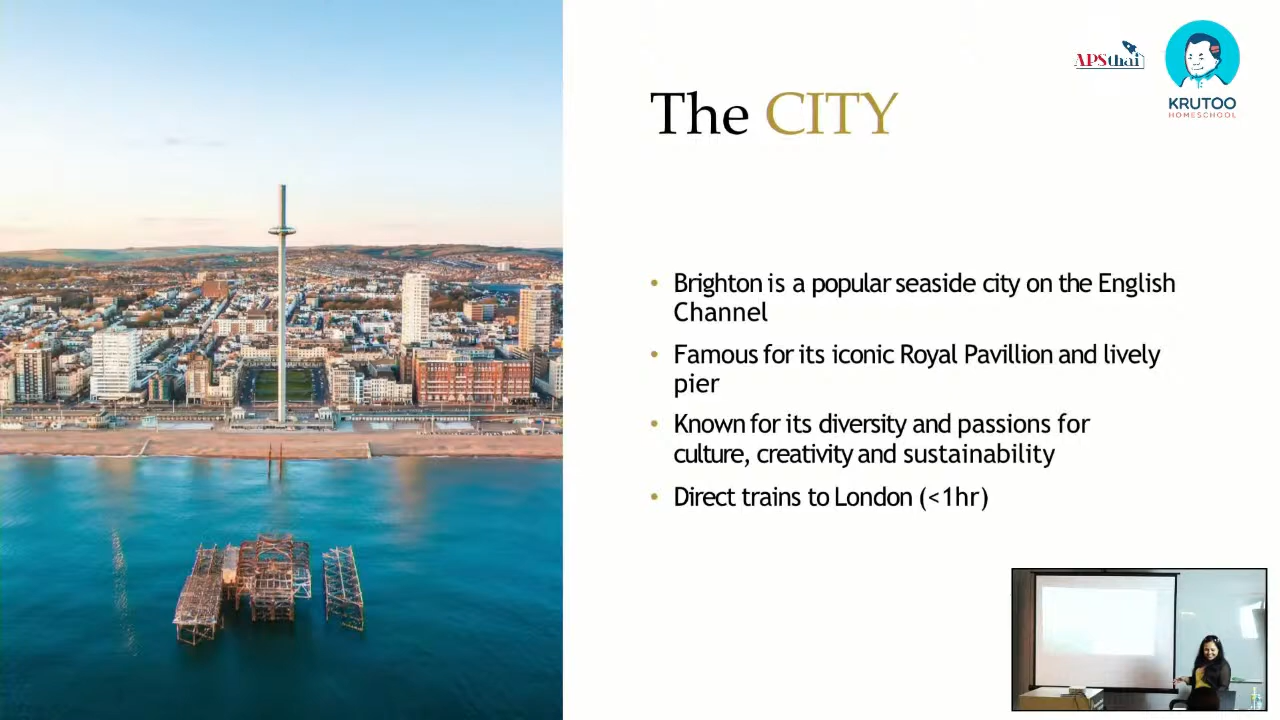 APSthai
KRUTOO
HOMESCHOOL
The CITY
• Brighton is a popular seaside city on the English
Channel
• Famous for its iconic Royal Pavillion and lively
pier
• Known for its diversity and passions for
culture, creativity and sustainability
• Direct trains to London (<1hr)